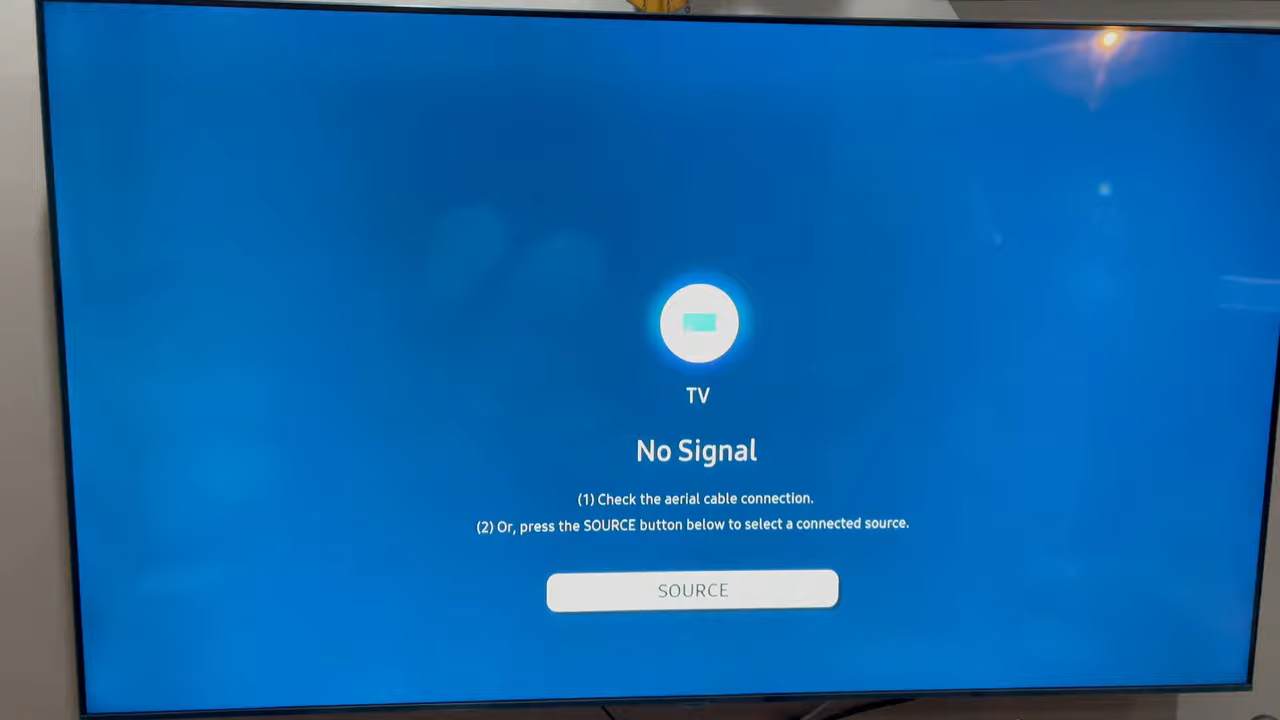 TV
No Signal
(1) Check the aerial cable connection.
(2) Or, press the SOURCE button below to select a connected source.
SOURCE